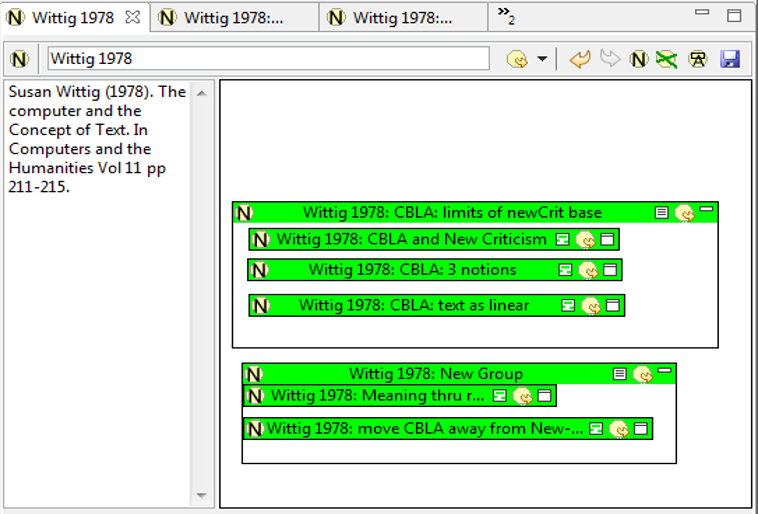 Wittig 1978
Wittig 1978:...
Wittig 1978:...
»2
N Wittig 1978
Susan Wittig (1978). The
computer and the
Concept of Text. In
Computers and the
Humanities Vol 11 pp
211-215.
N Wittig 1978: CBLA: limits of newCrit base
N Wittig 1978: CBLA and New Criticism
N Wittig 1978: CBLA: 3 notions
N Wittig 1978: CBLA: text as linear
N Wittig 1978: New Group
N Wittig 1978: Meaning thru r...
N Wittig 1978: move CBLA away from New-...